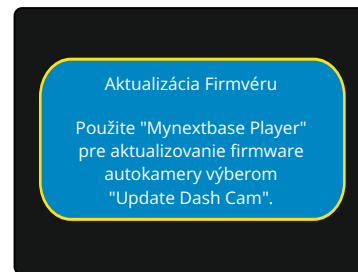 Aktualizácia Firmvéru
Použite "Mynextbase Player"
pre aktualizovanie firmware
autokamery výberom
"Update Dash Cam".